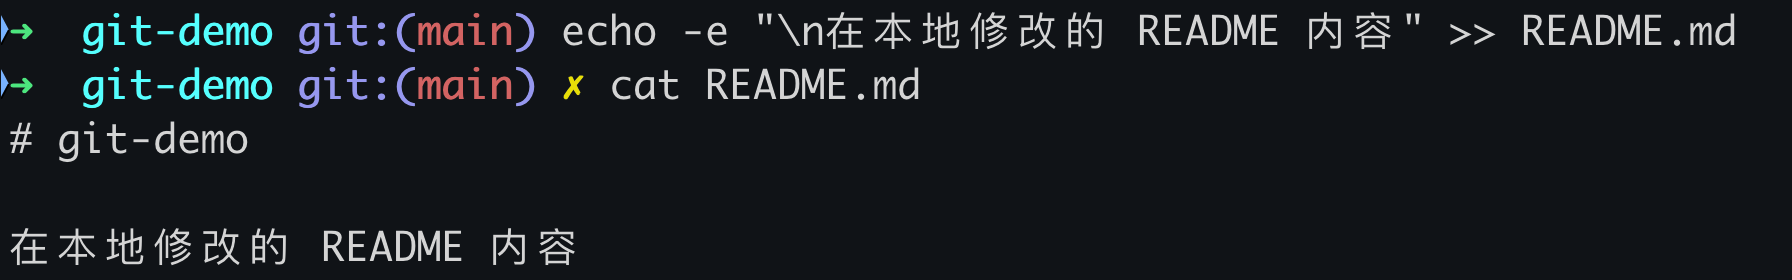 ➜ git-demo git:(main) echo -e "\n在本地修改的 README 内容" >> README.md
➜ git-demo git:(main) ✗ cat README.md
# git-demo
在本地修改的 README 内容